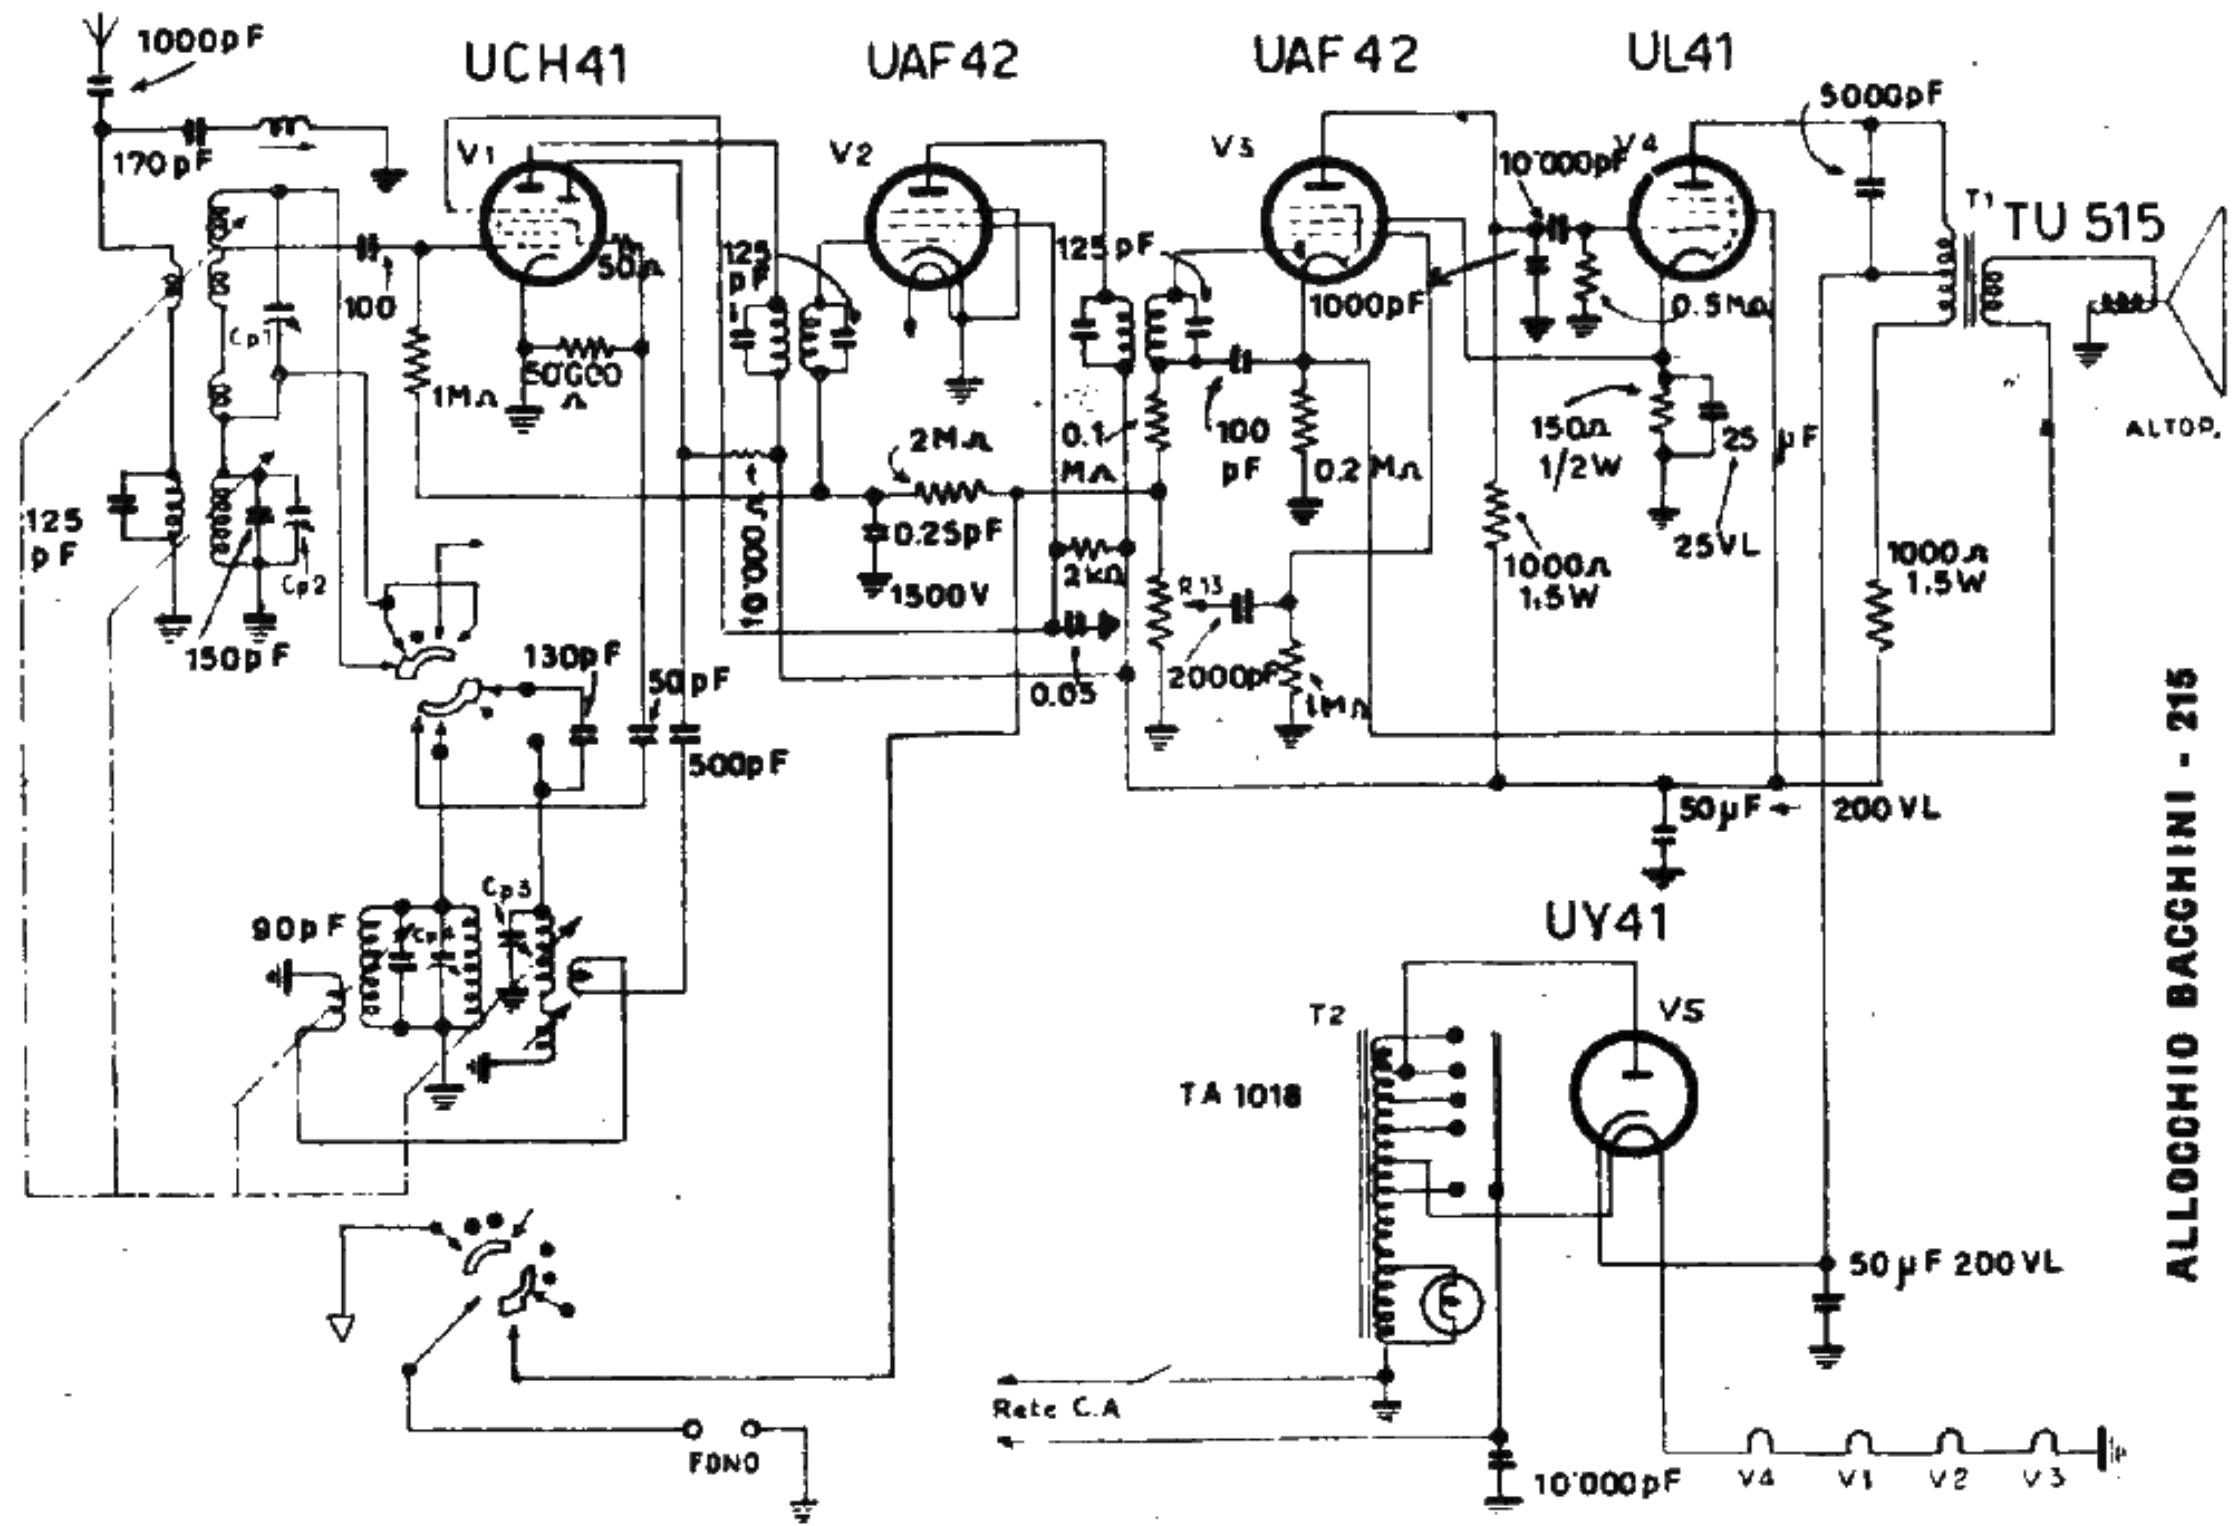 1000pF
UCH41
UAF42
UAF42
UL41
5000pF
170pF
V1
V2
V3
10'000pF
V4
T1
TU 515
50Ω
125
pF
125pF
1000pF
0.5MΩ
100
Cp1
1MΩ
50'000
Ω
2MΩ
0.1
MΩ
100
pF
0.2MΩ
150Ω
1/2W
25 µF
ALTOP.
125
pF
10'000Ω
0.25pF
1500V
25VL
1000Ω
1.5W
1000Ω
1.5W
2kΩ
R13
Cp2
150pF
130pF
50pF
0.05
2000pF
1MΩ
500pF
50µF
200VL
ALLOCCHIO BACCHINI - 215
Cp3
90pF
Cp4
UY41
T2
V5
TA 1018
50µF 200VL
Rete C.A
FONO
10'000pF
V4
V1
V2
V3